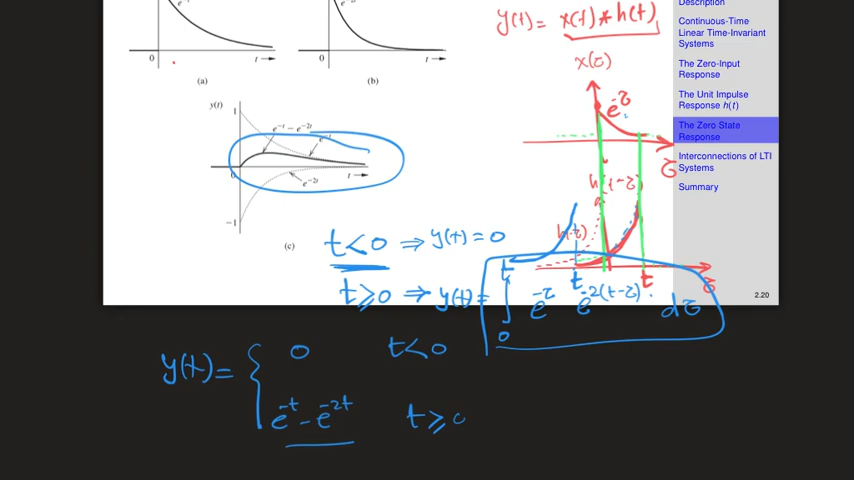 e⁻ᵗ
0
t
(a)
0
t
(b)
y(t)
1
e⁻ᵗ – e⁻²ᵗ
e⁻ᵗ
0
e⁻²ᵗ
t
−1
(c)
y(t) = x(t) * h(t)
x(τ)
e^-τ
τ
h(t-τ)
h(τ)
t
t
t
τ
t<0 ⇒ y(t) = 0
t⩾0 → y(t) = ∫₀ᵗ e^-τ e^-2(t-τ) . dτ
y(t) = { 0 t<0
e^-t - e^-2t t⩾0
Description
Continuous-Time
Linear Time-Invariant
Systems
The Zero-Input
Response
The Unit Impulse
Response h(t)
The Zero State
Response
Interconnections of LTI
Systems
Summary
2.20